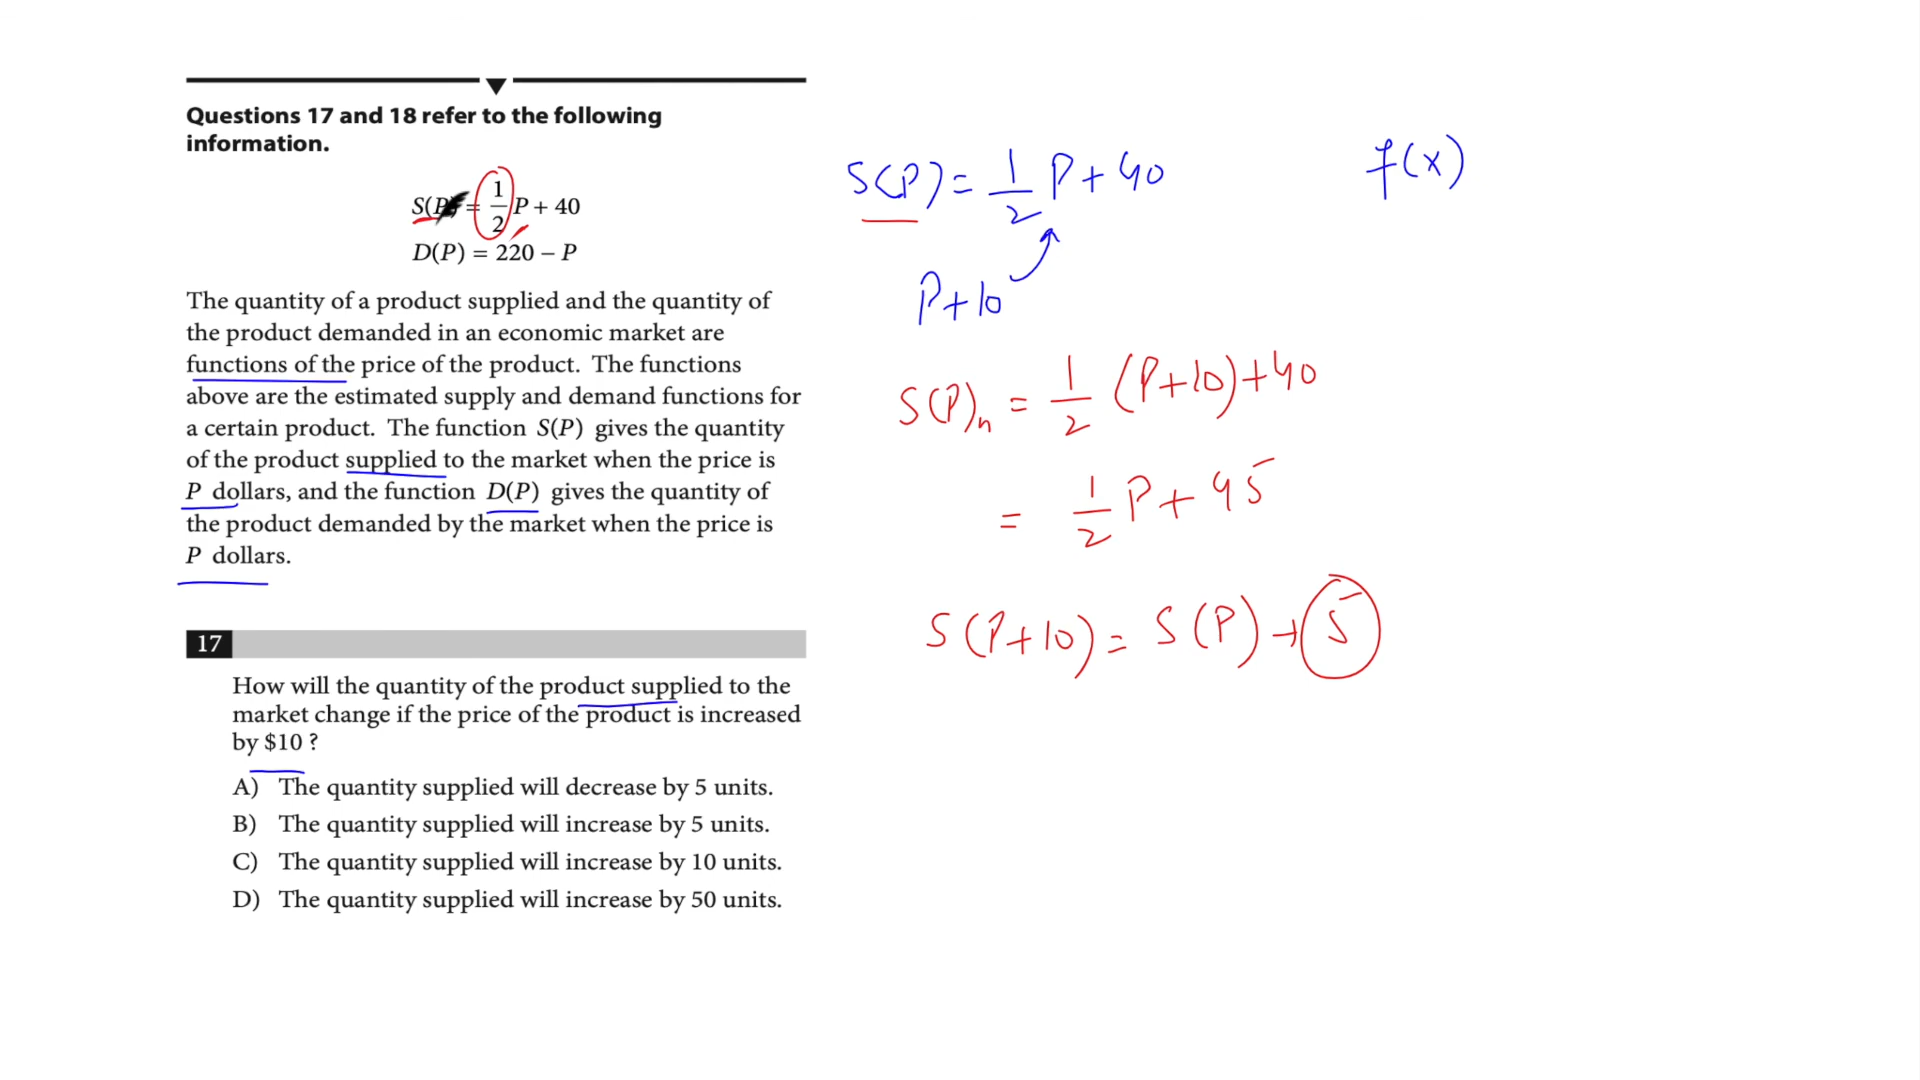 Questions 17 and 18 refer to the following
information.
S(P) = 1/2 P + 40
D(P) = 220 – P
The quantity of a product supplied and the quantity of
the product demanded in an economic market are
functions of the price of the product. The functions
above are the estimated supply and demand functions for
a certain product. The function S(P) gives the quantity
of the product supplied to the market when the price is
P dollars, and the function D(P) gives the quantity of
the product demanded by the market when the price is
P dollars.
17
How will the quantity of the product supplied to the
market change if the price of the product is increased
by $10 ?
A) The quantity supplied will decrease by 5 units.
B) The quantity supplied will increase by 5 units.
C) The quantity supplied will increase by 10 units.
D) The quantity supplied will increase by 50 units.
S(P) = 1/2 P + 40
f(x)
P+10
S(P)n = 1/2 (P+10)+40
= 1/2 P + 45
S(P+10) = S(P) + 5